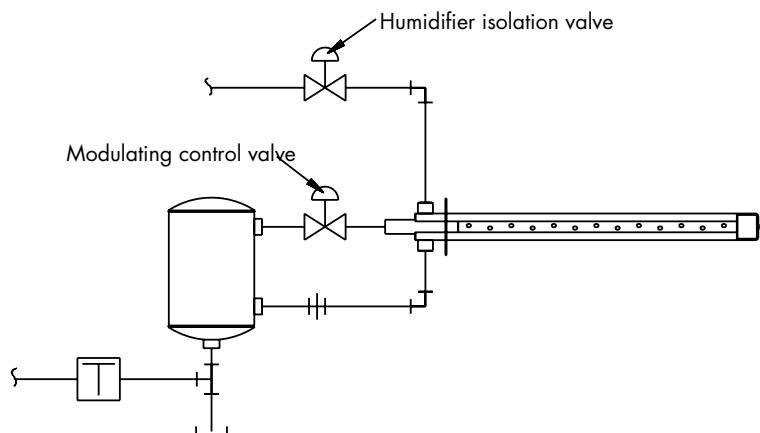 Humidifier isolation valve
Modulating control valve
T